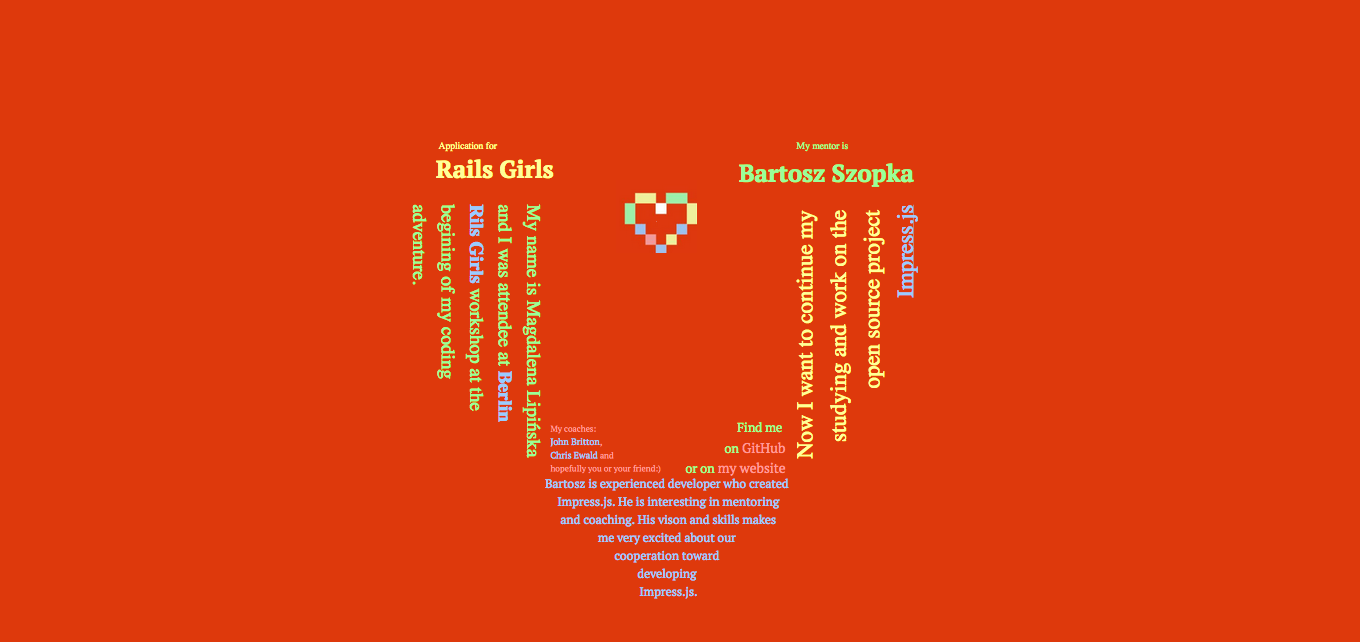 Application for
Rails Girls
My name is Magdalena Lipińska
and I was attendee at Berlin
Rils Girls workshop at the
begining of my coding
adventure.
My mentor is
Bartosz Szopka
Now I want to continue my
studying and work on the
open source project
Impress.js
My coaches:
John Britton,
Chris Ewald and
hopefully you or your friend:)
Find me
on GitHub
or on my website
Bartosz is experienced developer who created
Impress.js. He is interesting in mentoring
and coaching. His vison and skills makes
me very excited about our
cooperation toward
developing
Impress.js.